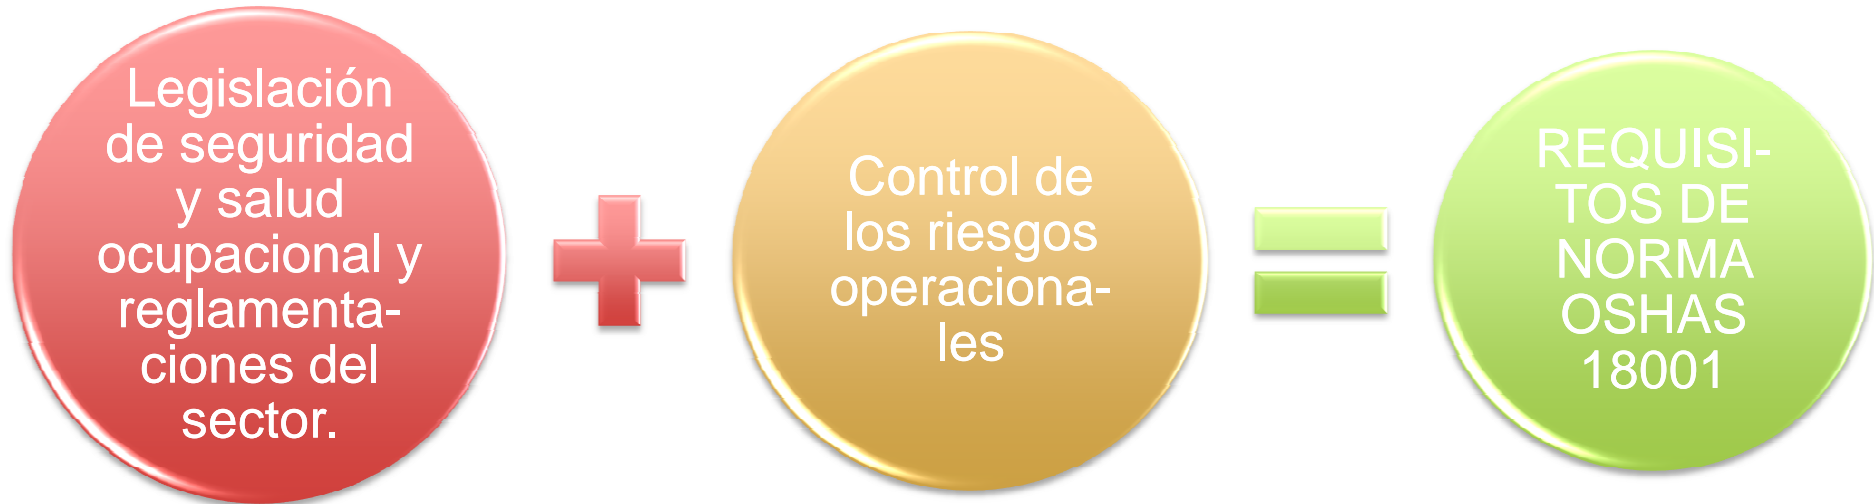 Legislación
de seguridad
y salud
ocupacional y
reglamenta-
ciones del
sector.
Control de
los riesgos
operaciona-
les
REQUISI-
TOS DE
NORMA
OSHAS
18001